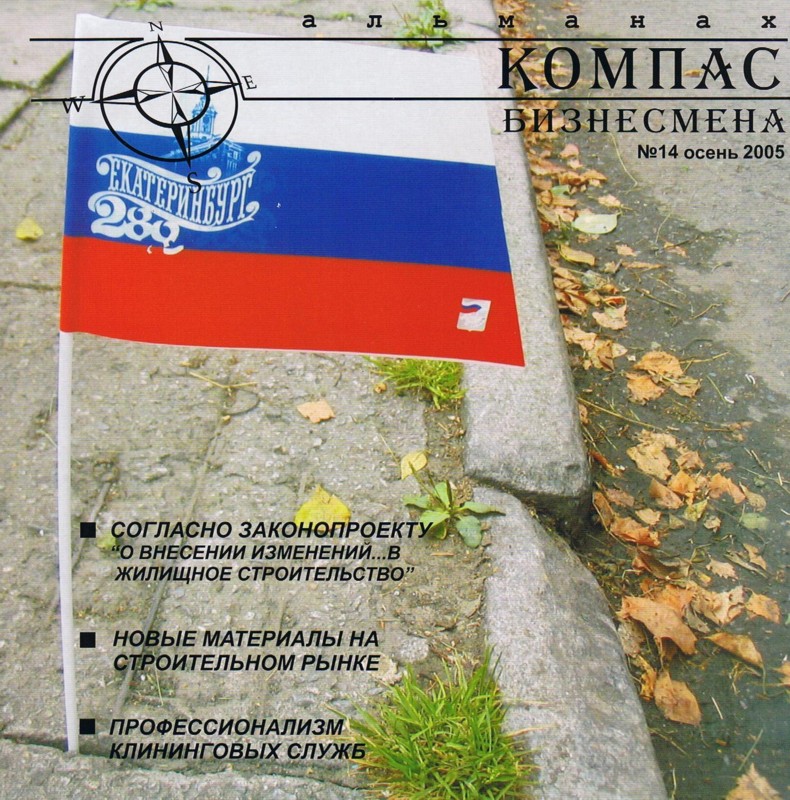 альманах
КОМПАС
БИЗНЕСМЕНА
№14 осень 2005
N
W
E
S
ЕКАТЕРИНБУРГ
282
СОГЛАСНО ЗАКОНОПРОЕКТУ
"О ВНЕСЕНИИ ИЗМЕНЕНИЙ...В
ЖИЛИЩНОЕ СТРОИТЕЛЬСТВО"
НОВЫЕ МАТЕРИАЛЫ НА
СТРОИТЕЛЬНОМ РЫНКЕ
ПРОФЕССИОНАЛИЗМ
КЛИНИНГОВЫХ СЛУЖБ